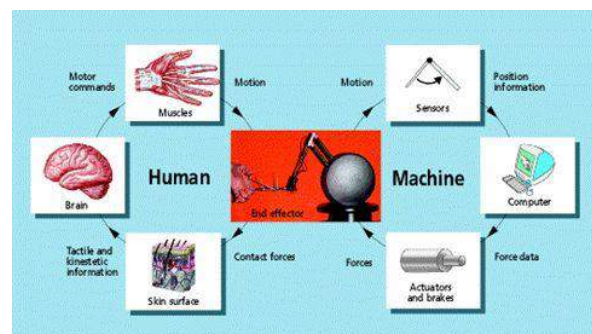 Motor
commands
Muscles
Motion
Motion
Sensors
Position
information
Brain
Human
End effector
Machine
Computer
Tactile and
kinestetic
information
Skin surface
Contact forces
Forces
Actuators
and brakes
Force data